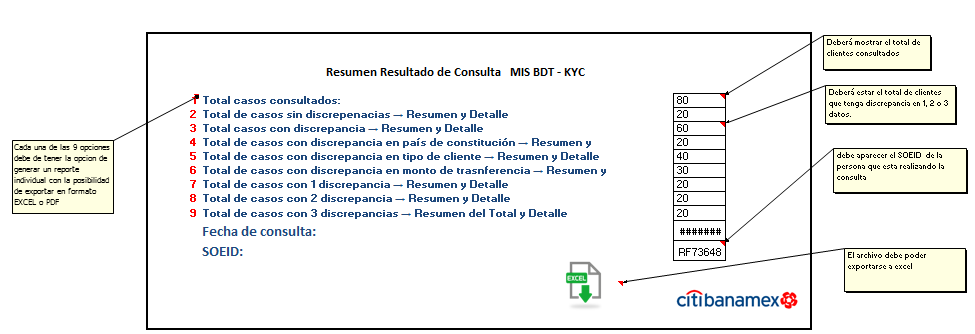 Resumen Resultado de Consulta MIS BDT - KYC
1 Total casos consultados: 80
2 Total de casos sin discrepenacias → Resumen y Detalle 20
3 Total casos con discrepancia → Resumen y Detalle 60
4 Total de casos con discrepancia en país de constitución → Resumen y 20
5 Total de casos con discrepancia en tipo de cliente → Resumen y Detalle 40
6 Total de casos con discrepancia en monto de trasnferencia → Resumen y 30
7 Total de casos con 1 discrepancia → Resumen y Detalle 20
8 Total de casos con 2 discrepancia → Resumen y Detalle 20
9 Total de casos con 3 discrepancias → Resumen del Total y Detalle 20
Fecha de consulta: #######
SOEID: RF73648
EXCEL
citibanamex
Cada una de las 9 opciones
debe de tener la opcion de
generar un reporte
individual con la posibilidad
de exportar en formato
EXCEL o PDF
Deberá mostrar el total de
clientes consultados
Deberá estar el total de clientes
que tenga discrepancia en 1, 2 o 3
datos.
debe aparecer el SOEID de la
persona que esta realizando la
consulta
El archivo debe poder
exportarse a excel